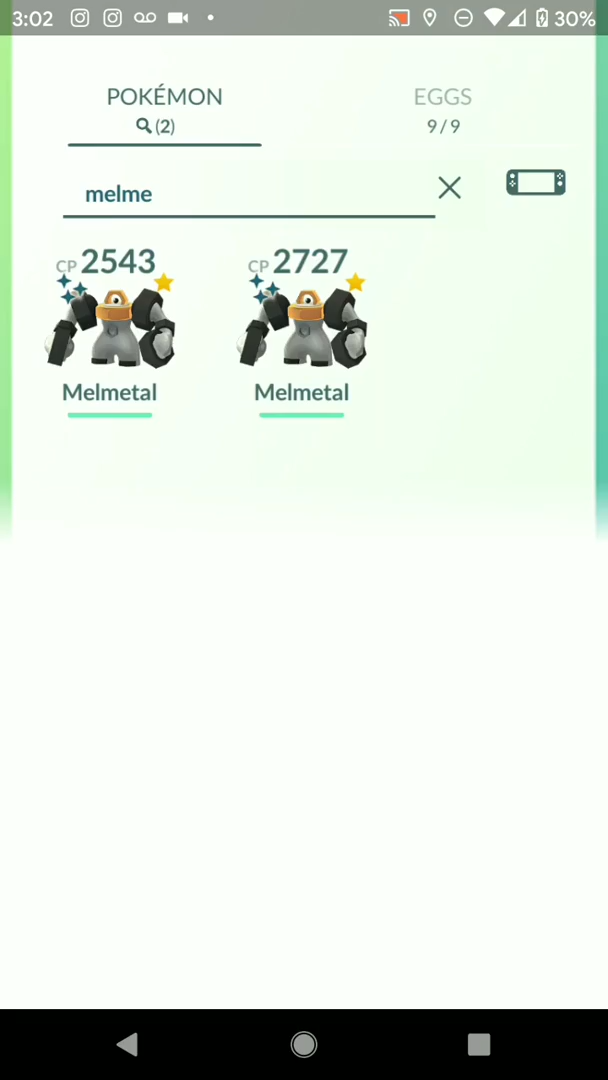 3:02 30%
POKÉMON EGGS
(2) 9 / 9
melme
CP 2543 CP 2727
Melmetal Melmetal